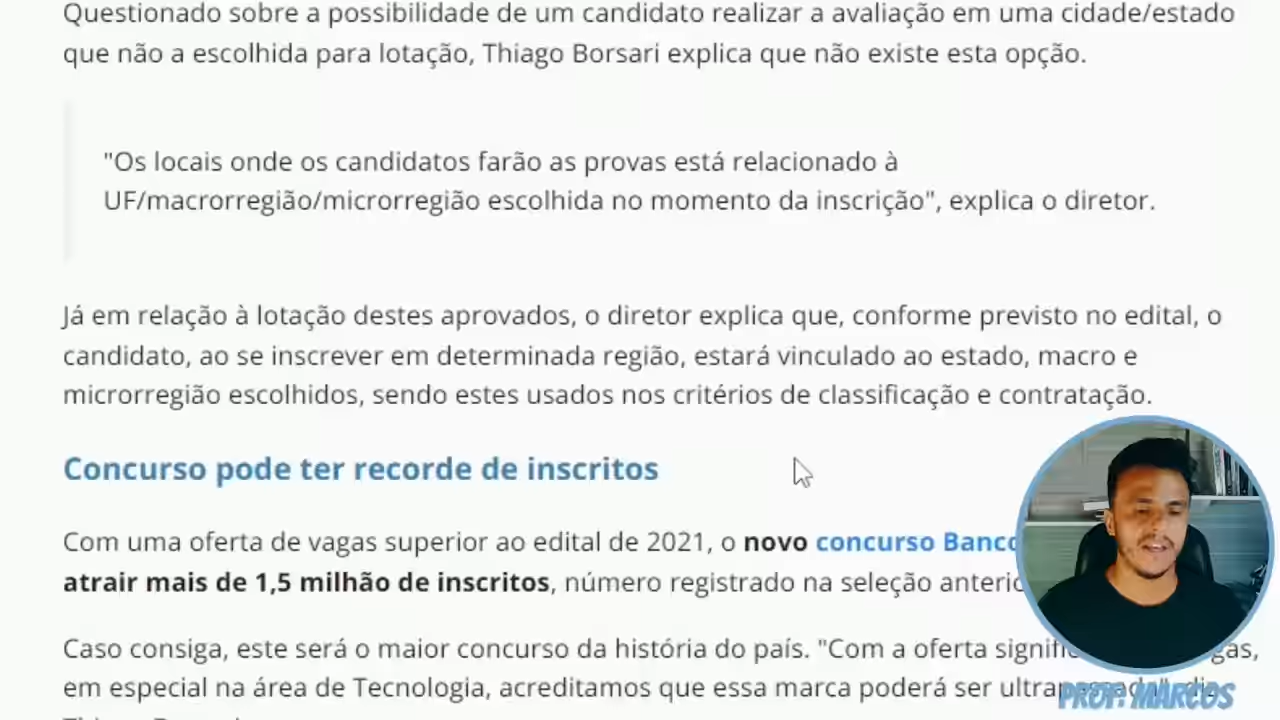 Questionado sobre a possibilidade de um candidato realizar a avaliação em uma cidade/estado
que não a escolhida para lotação, Thiago Borsari explica que não existe esta opção.
"Os locais onde os candidatos farão as provas está relacionado à
UF/macrorregião/microrregião escolhida no momento da inscrição", explica o diretor.
Já em relação à lotação destes aprovados, o diretor explica que, conforme previsto no edital, o
candidato, ao se inscrever em determinada região, estará vinculado ao estado, macro e
microrregião escolhidos, sendo estes usados nos critérios de classificação e contratação.
Concurso pode ter recorde de inscritos
Com uma oferta de vagas superior ao edital de 2021, o novo concurso Banco
atrair mais de 1,5 milhão de inscritos, número registrado na seleção
Caso consiga, este será o maior concurso da história do país. "Com a oferta
em especial na área de Tecnologia, acreditamos que essa marca poderá ser
PROF. MARCOS